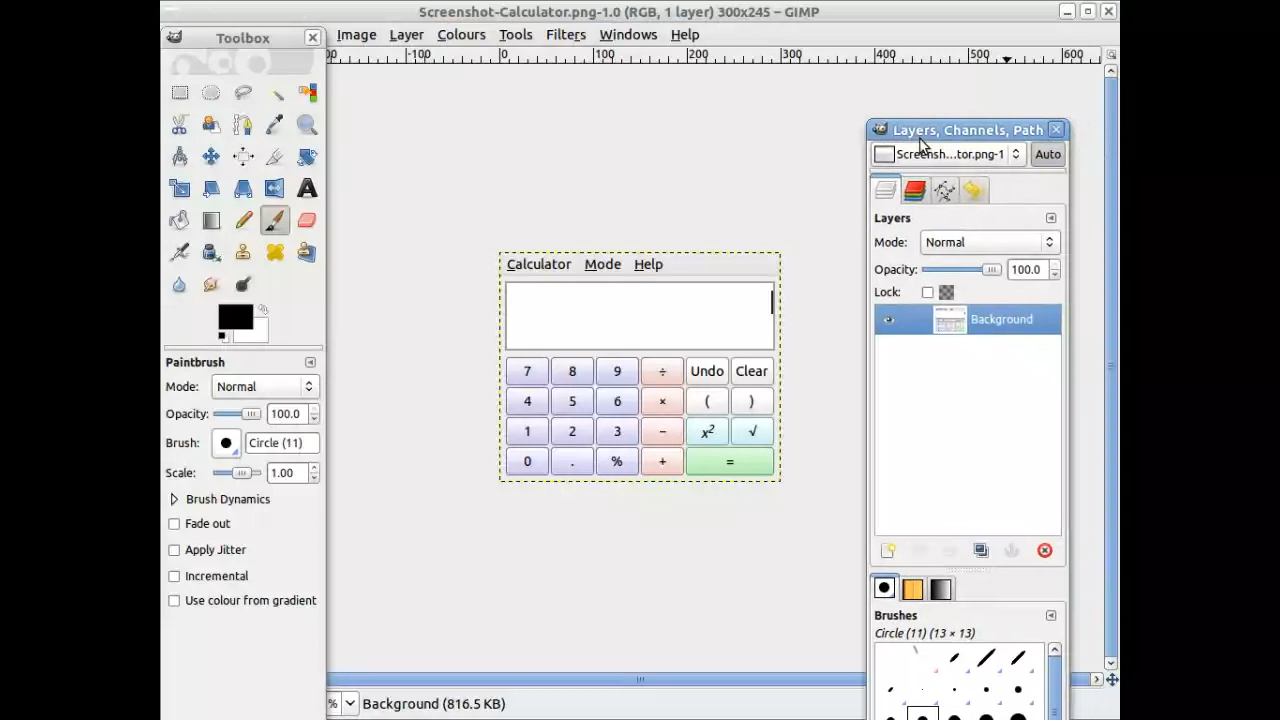 Screenshot-Calculator.png-1.0 (RGB, 1 layer) 300x245 – GIMP
Toolbox
Image Layer Colours Tools Filters Windows Help
-100 0 100 200 300 400 500 600
Layers, Channels, Path
Screensh...tor.png-1 Auto
Layers
Mode: Normal
Opacity: 100.0
Lock:
Background
Calculator Mode Help
7 8 9 ÷ Undo Clear
4 5 6 × ( )
1 2 3 − x² √
0 . % + =
Paintbrush
Mode: Normal
Opacity: 100.0
Brush: Circle (11)
Scale: 1.00
Brush Dynamics
Fade out
Apply Jitter
Incremental
Use colour from gradient
Brushes
Circle (11) (13 × 13)
% Background (816.5 KB)